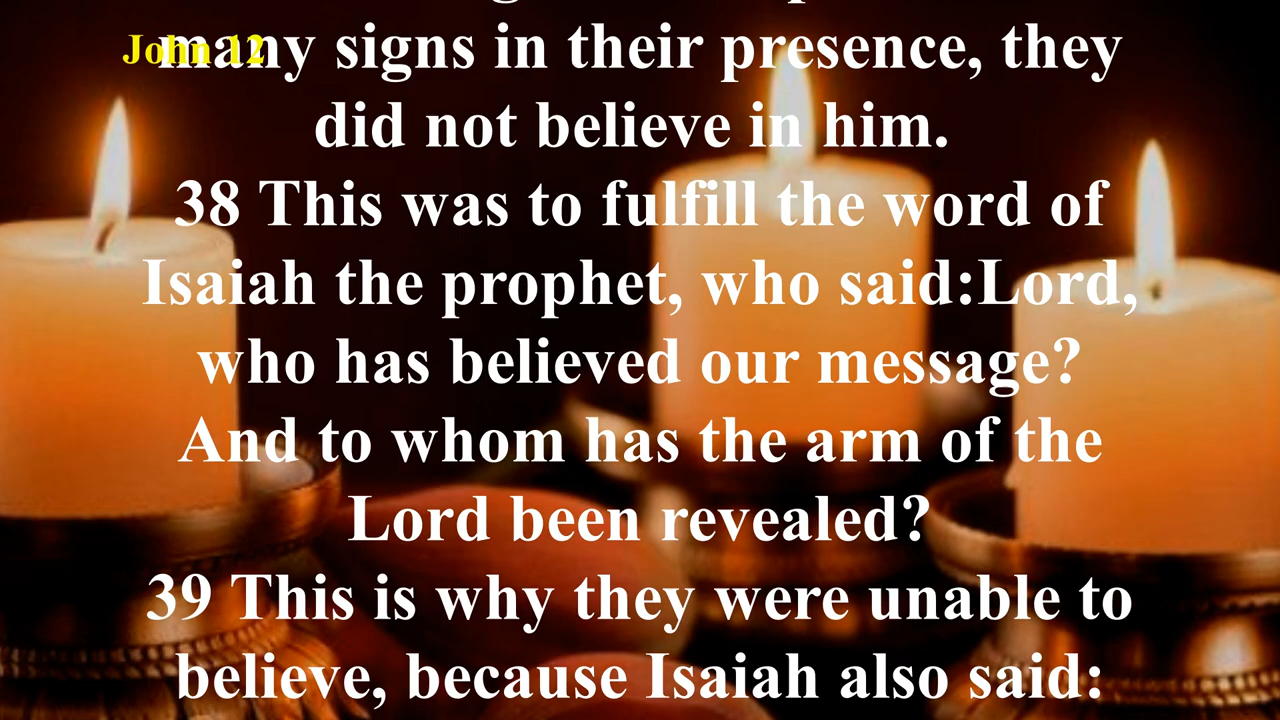 John 12
many signs in their presence, they
did not believe in him.
38 This was to fulfill the word of
Isaiah the prophet, who said:Lord,
who has believed our message?
And to whom has the arm of the
Lord been revealed?
39 This is why they were unable to
believe, because Isaiah also said: